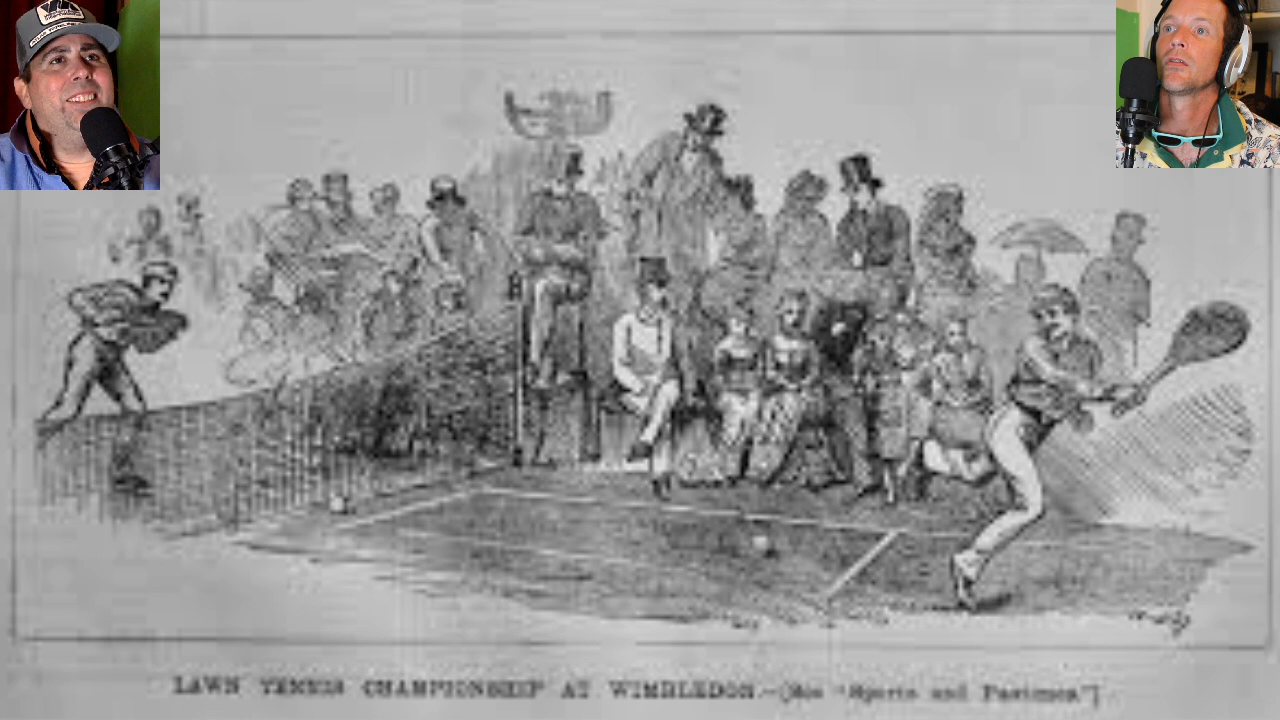 LAWN TENNIS CHAMPIONSHIP AT WIMBLEDON.—[See "Sports and Pastimes"]